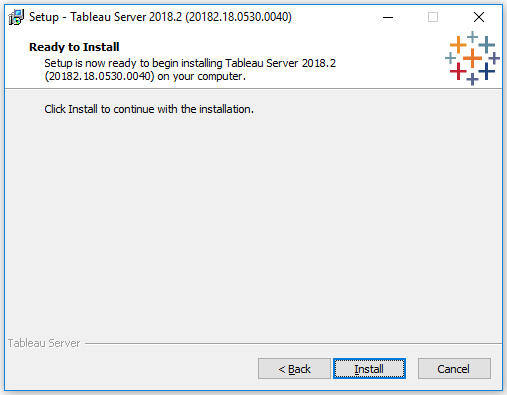 Setup - Tableau Server 2018.2 (20182.18.0530.0040)
Ready to Install
Setup is now ready to begin installing Tableau Server 2018.2
(20182.18.0530.0040) on your computer.
Click Install to continue with the installation.
Tableau Server
< Back
Install
Cancel